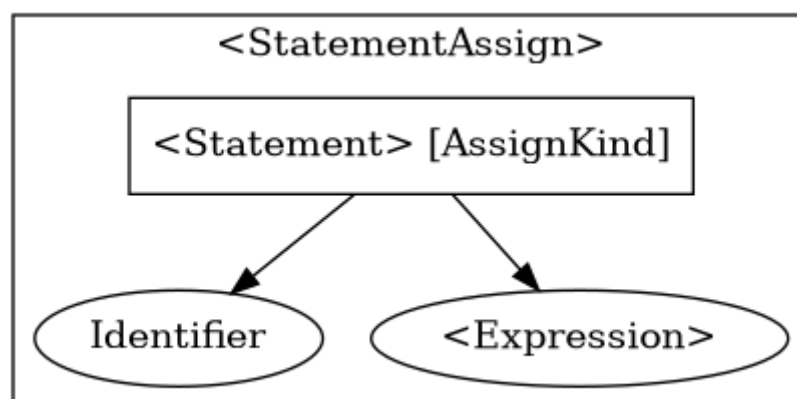 <StatementAssign>
<Statement> [AssignKind]
Identifier
<Expression>